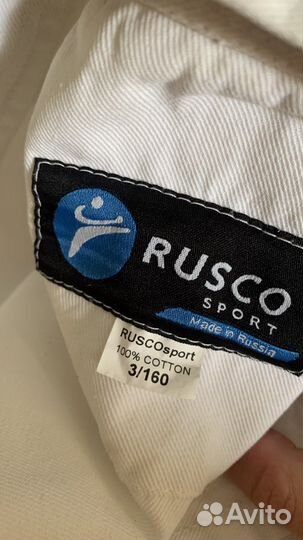 RUSCO
SPORT
Made in Russia
RUSCOsport
100% COTTON
3/160
Avito